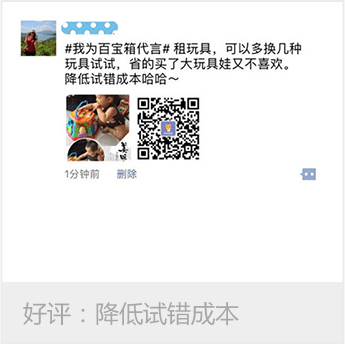 #我为百宝箱代言# 租玩具，可以多换几种
玩具试试，省的买了大玩具娃又不喜欢。
降低试错成本哈哈～
1分钟前 删除
好评：降低试错成本